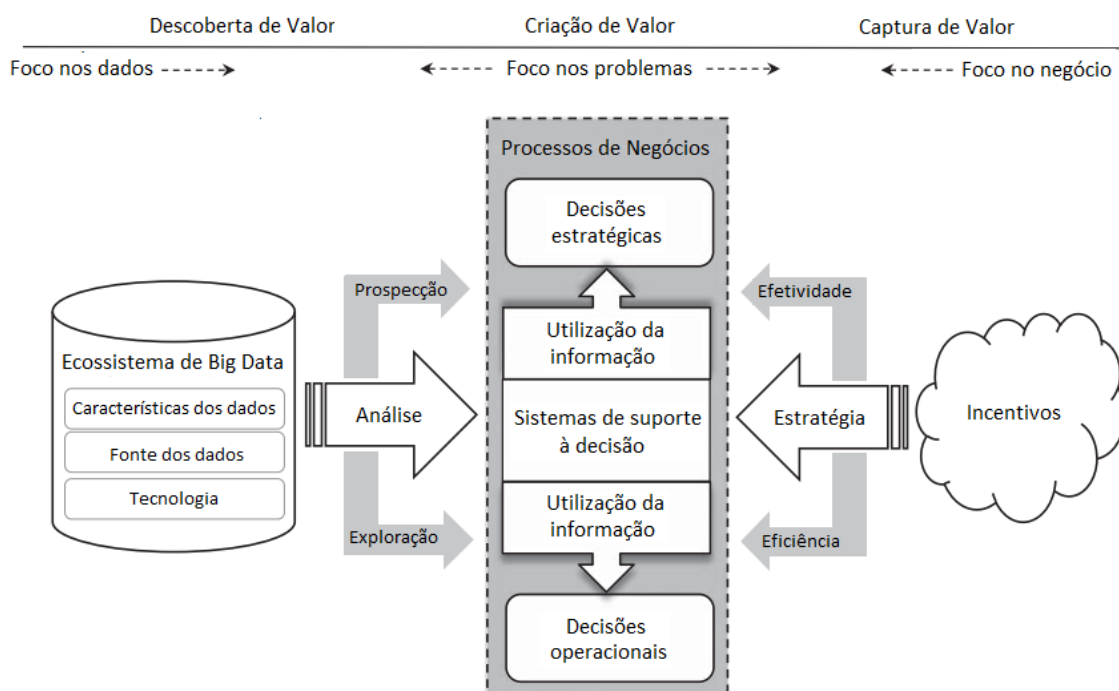 Descoberta de Valor
Criação de Valor
Captura de Valor
Foco nos dados
Foco nos problemas
Foco no negócio
Processos de Negócios
Decisões
estratégicas
Prospecção
Efetividade
Utilização da
informação
Ecossistema de Big Data
Características dos dados
Fonte dos dados
Tecnologia
Análise
Sistemas de suporte
à decisão
Estratégia
Incentivos
Utilização da
informação
Exploração
Eficiência
Decisões
operacionais